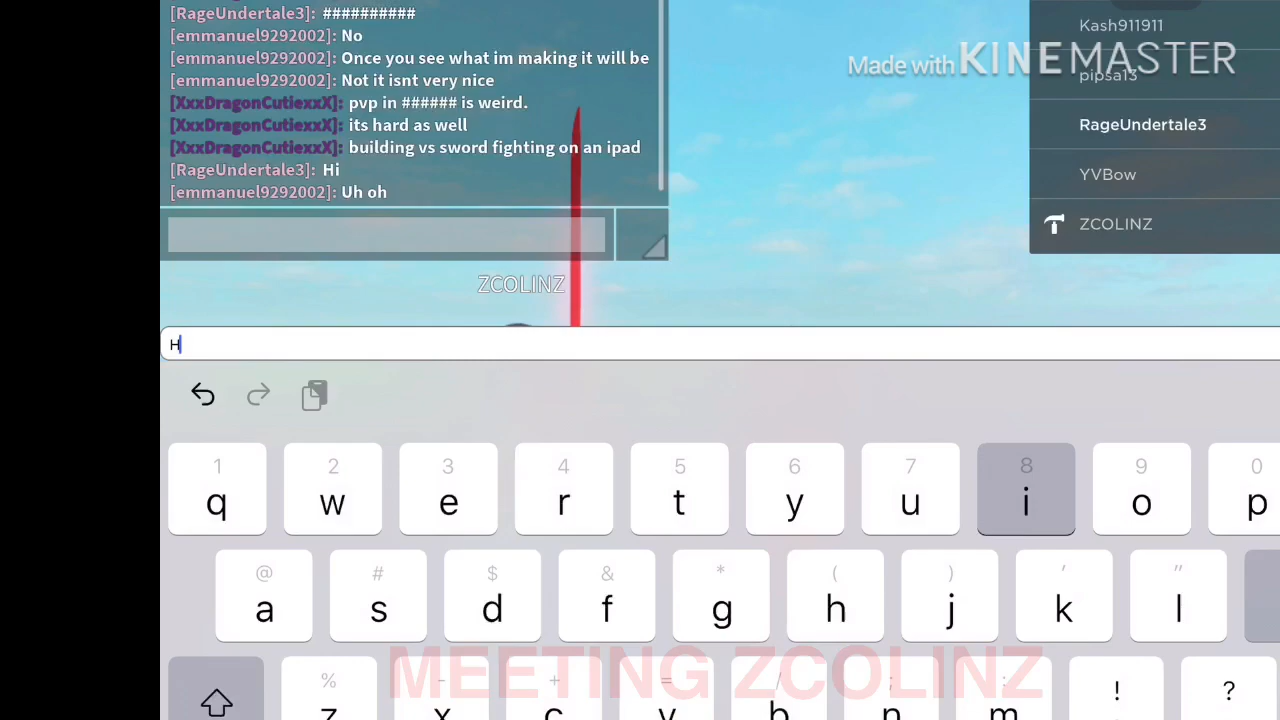 [RageUndertale3]: ##########
[emmanuel9292002]: No
[emmanuel9292002]: Once you see what im making it will be
[emmanuel9292002]: Not it isnt very nice
[XxxDragonCutiexxX]: pvp in ###### is weird.
[XxxDragonCutiexxX]: its hard as well
[XxxDragonCutiexxX]: building vs sword fighting on an ipad
[RageUndertale3]: Hi
[emmanuel9292002]: Uh oh
Kash911911
Made with KINEMASTER
pipsa13
RageUndertale3
YVBow
ZCOLINZ
ZCOLINZ
H
1 2 3 4 5 6 7 8 9 0
q w e r t y u i o p
@ # $ & * ( ) ' "
a s d f g h j k l
% - + = / ; :
z x c v b n m ! ?
MEETING ZCOLINZ